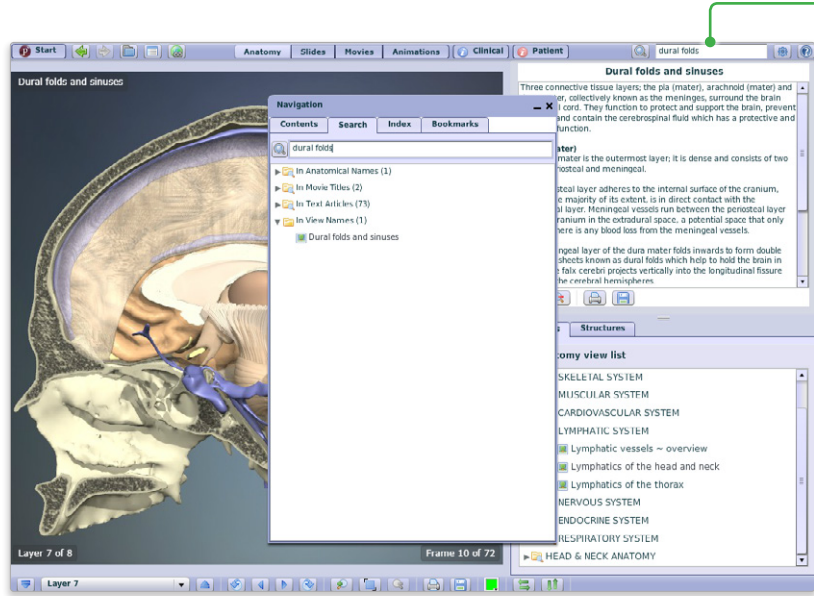 Start
Anatomy Slides Movies Animations Clinical Patient
dural folds
Dural folds and sinuses
Dural folds and sinuses
Three connective tissue layers; the pia (mater), arachnoid (mater) and
collectively known as the meninges, surround the brain
cord. They function to protect and support the brain, prevent
and contain the cerebrospinal fluid which has a protective and
function.
mater is the outermost layer; it is dense and consists of two
and meningeal.
layer adheres to the internal surface of the cranium,
majority of its extent, is in direct contact with the
layer. Meningeal vessels run between the periosteal layer
in the extradural space, a potential space that only
is any blood loss from the meningeal vessels.
layer of the dura mater folds inwards to form double
sheets known as dural folds which help to hold the brain in
falx cerebri projects vertically into the longitudinal fissure
the cerebral hemispheres
Navigation
Contents Search Index Bookmarks
dural folds
In Anatomical Names (1)
In Movie Titles (2)
In Text Articles (73)
In View Names (1)
Dural folds and sinuses
Structures
view list
SKELETAL SYSTEM
MUSCULAR SYSTEM
CARDIOVASCULAR SYSTEM
LYMPHATIC SYSTEM
Lymphatic vessels ~ overview
Lymphatics of the head and neck
Lymphatics of the thorax
NERVOUS SYSTEM
ENDOCRINE SYSTEM
RESPIRATORY SYSTEM
HEAD & NECK ANATOMY
Layer 7 of 8
Frame 10 of 72
Layer 7